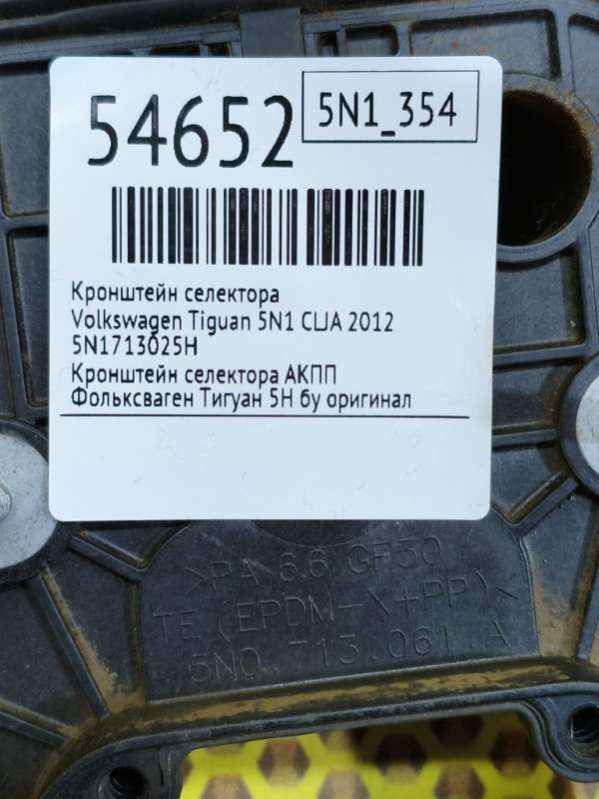 54652
5N1_354
Кронштейн селектора
Volkswagen Tiguan 5N1 CLJA 2012
5N1713025H
Кронштейн селектора АКПП
Фольксваген Тигуан 5Н бу оригинал
>PA 6.6 GF30
TE (EPDM-X+PP)<
5N0 713 061 A